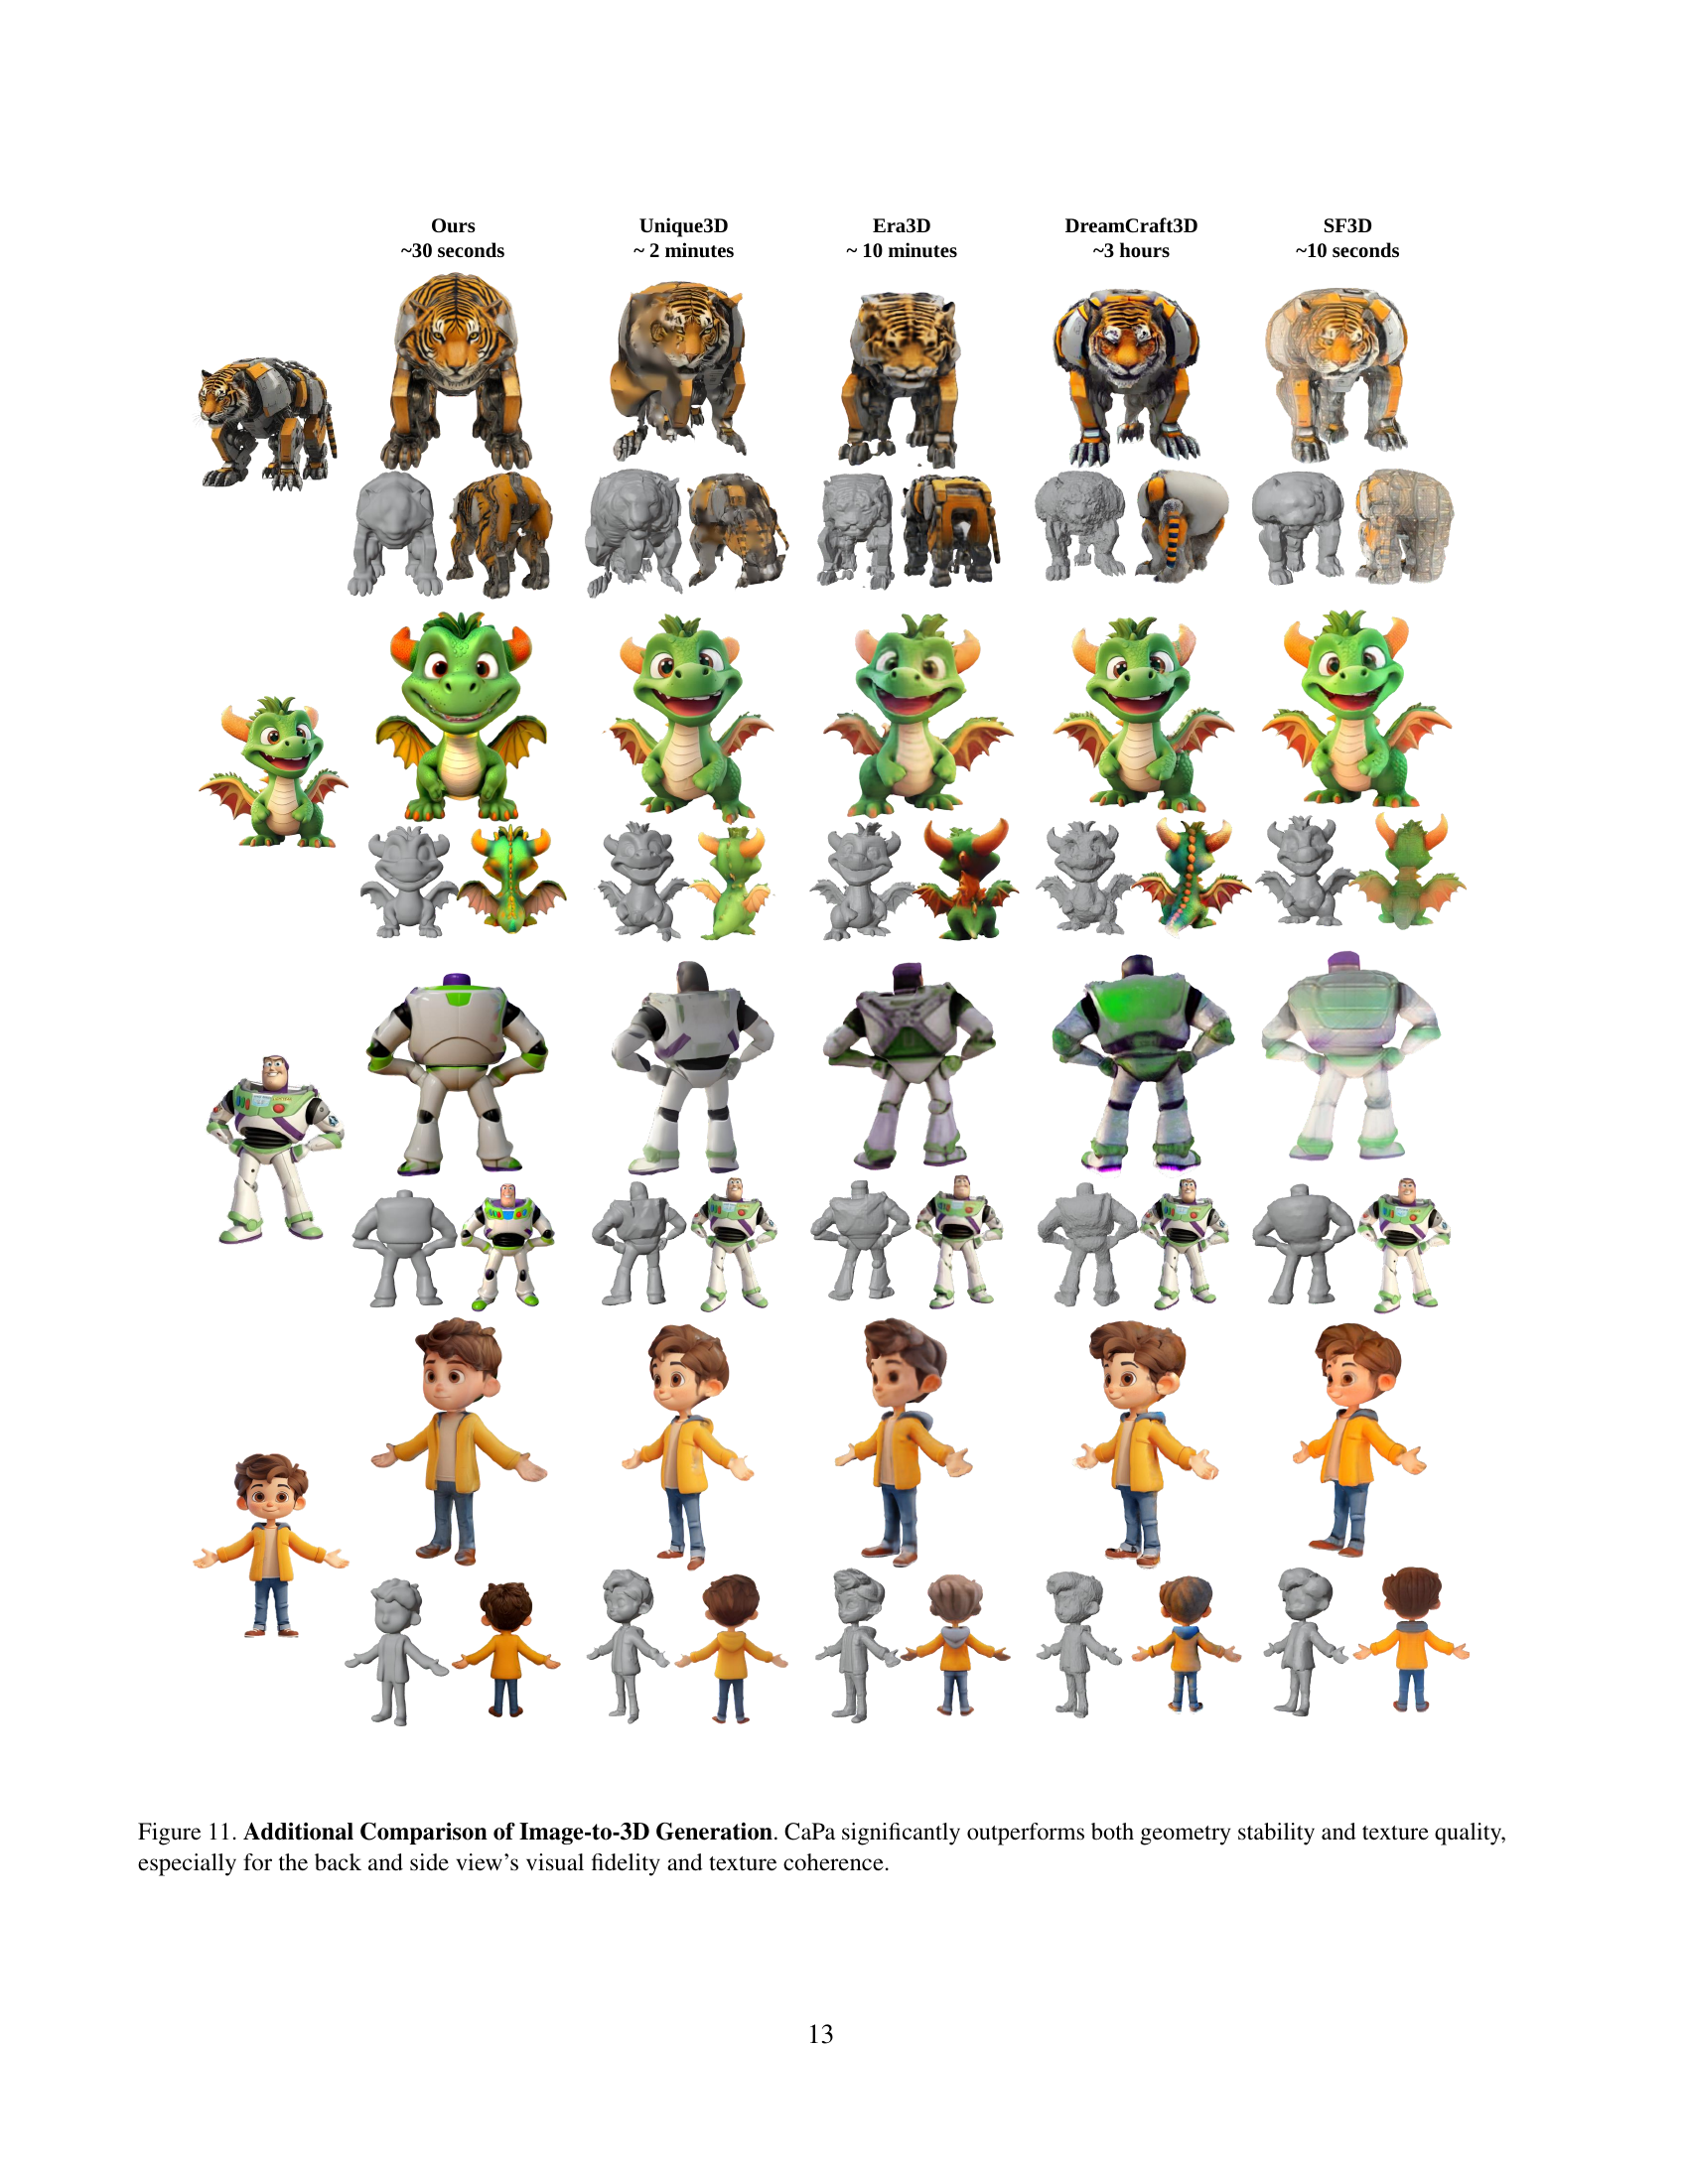 Ours
~30 seconds
Unique3D
~ 2 minutes
Era3D
~ 10 minutes
DreamCraft3D
~3 hours
SF3D
~10 seconds
Figure 11. Additional Comparison of Image-to-3D Generation. CaPa significantly outperforms both geometry stability and texture quality,
especially for the back and side view’s visual fidelity and texture coherence.
13